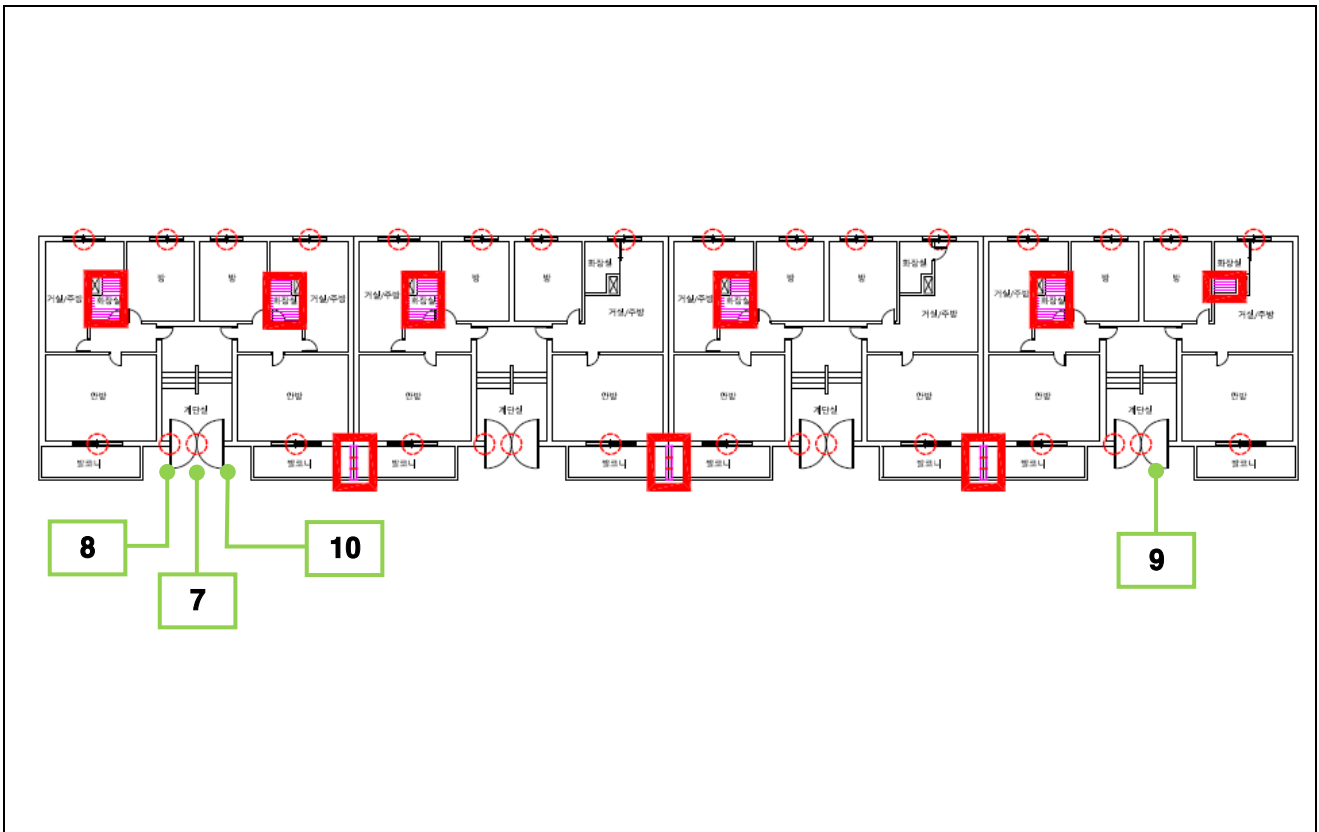 방 방 방 방 화장실 방 방 화장실 방 방 화장실
거실/주방 화장실 화장실 거실/주방 거실/주방 화장실 거실/주방 거실/주방 화장실 거실/주방 거실/주방 화장실 거실/주방
안방 안방 안방 안방 안방 안방 안방 안방
계단실 계단실 계단실 계단실
발코니 발코니 발코니 발코니 발코니 발코니 발코니 발코니
8 10 9
7